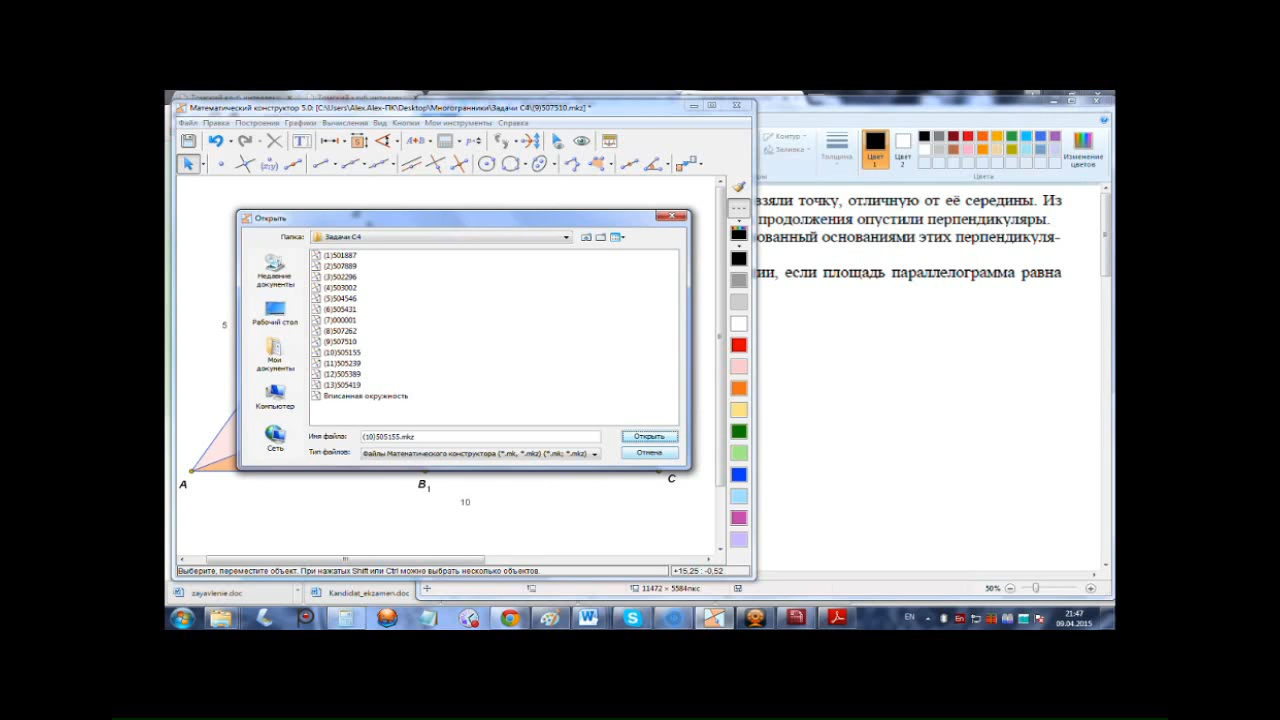 Математический конструктор 5.0: [C:\Users\Alex.Alex-ПК\Desktop\Многогранники\Задачи С4\(9)507510.mkz] *
Файл Правка Построения Графики Вычисления Вид Кнопки Мои инструменты Справка
Контур
Заливка
Толщина
Цвет 1
Цвет 2
Изменение цветов
Цвета
взяли точку, отличную от её середины. Из
продолжения опустили перпендикуляры.
ованный основаниями этих перпендикуля-
ии, если площадь параллелограмма равна
Открыть
Папка:
Задачи С4
Недавние документы
Рабочий стол
Мои документы
Компьютер
Сеть
(1)501887
(2)507889
(3)502296
(4)503002
(5)504546
(6)505431
(7)000001
(8)507262
(9)507510
(10)505155
(11)505239
(12)505389
(13)505419
Вписанная окружность
Имя файла:
(10)505155.mkz
Открыть
Тип файлов:
Файлы Математического конструктора (*.mk, *.mkz) (*.mk; *.mkz)
Отмена
5
A
B1
C
10
Выберите, переместите объект. При нажатых Shift или Ctrl можно выбрать несколько объектов.
+15,25 : -0,52
zayavlenie.doc
Kandidat_ekzamen.doc
11472 × 5584пкс
50%
EN
21:47
09.04.2015